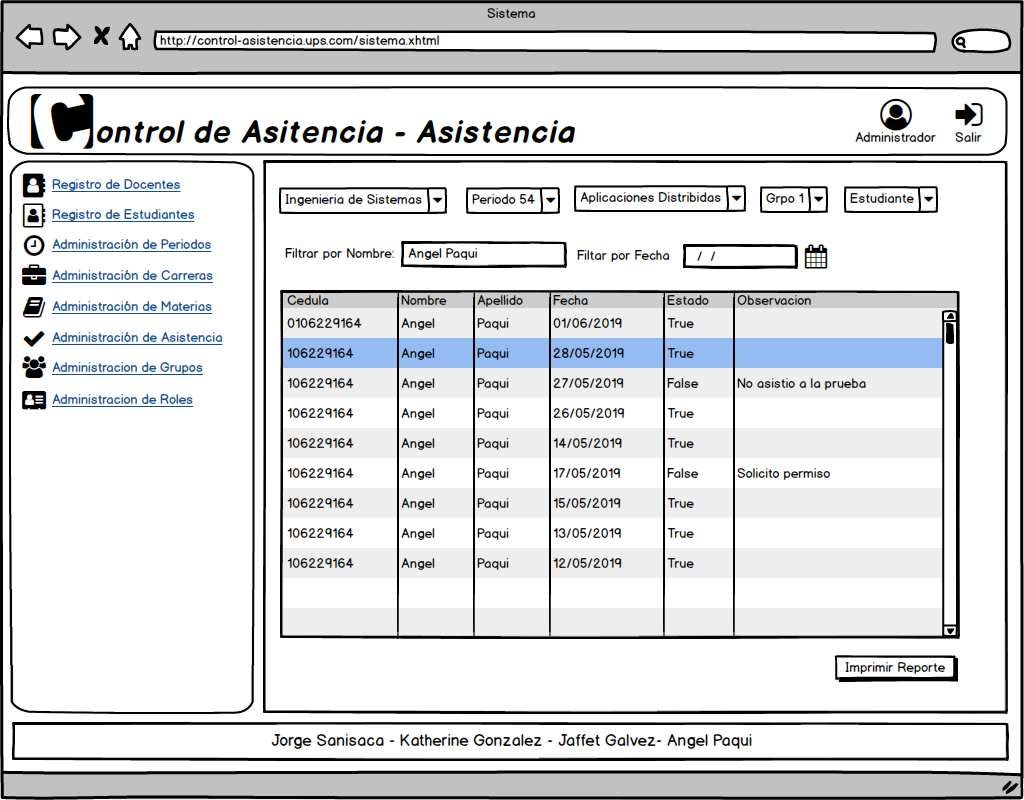 Sistema
http://control-asistencia.ups.com/sistema.xhtml
Control de Asitencia - Asistencia
Administrador
Salir
Registro de Docentes
Registro de Estudiantes
Administración de Periodos
Administración de Carreras
Administración de Materias
Administración de Asistencia
Administracion de Grupos
Administracion de Roles
Ingenieria de Sistemas Periodo 54 Aplicaciones Distribuidas Grpo 1 Estudiante
Filtrar por Nombre: Angel Paqui Filtar por Fecha / /
Cedula Nombre Apellido Fecha Estado Observacion
0106229164 Angel Paqui 01/06/2019 True
106229164 Angel Paqui 28/05/2019 True
106229164 Angel Paqui 27/05/2019 False No asistio a la prueba
106229164 Angel Paqui 26/05/2019 True
106229164 Angel Paqui 14/05/2019 True
106229164 Angel Paqui 17/05/2019 False Solicito permiso
106229164 Angel Paqui 15/05/2019 True
106229164 Angel Paqui 13/05/2019 True
106229164 Angel Paqui 12/05/2019 True
Imprimir Reporte
Jorge Sanisaca - Katherine Gonzalez - Jaffet Galvez- Angel Paqui